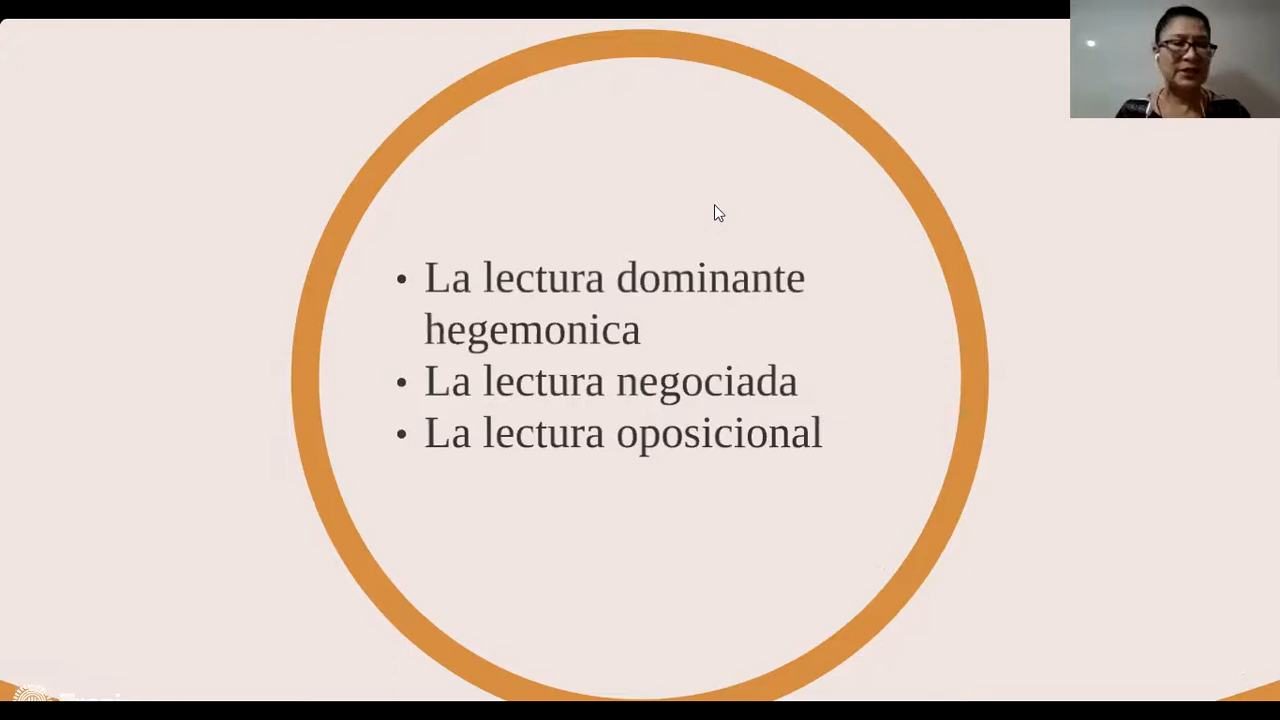 • La lectura dominante
hegemonica
• La lectura negociada
• La lectura oposicional